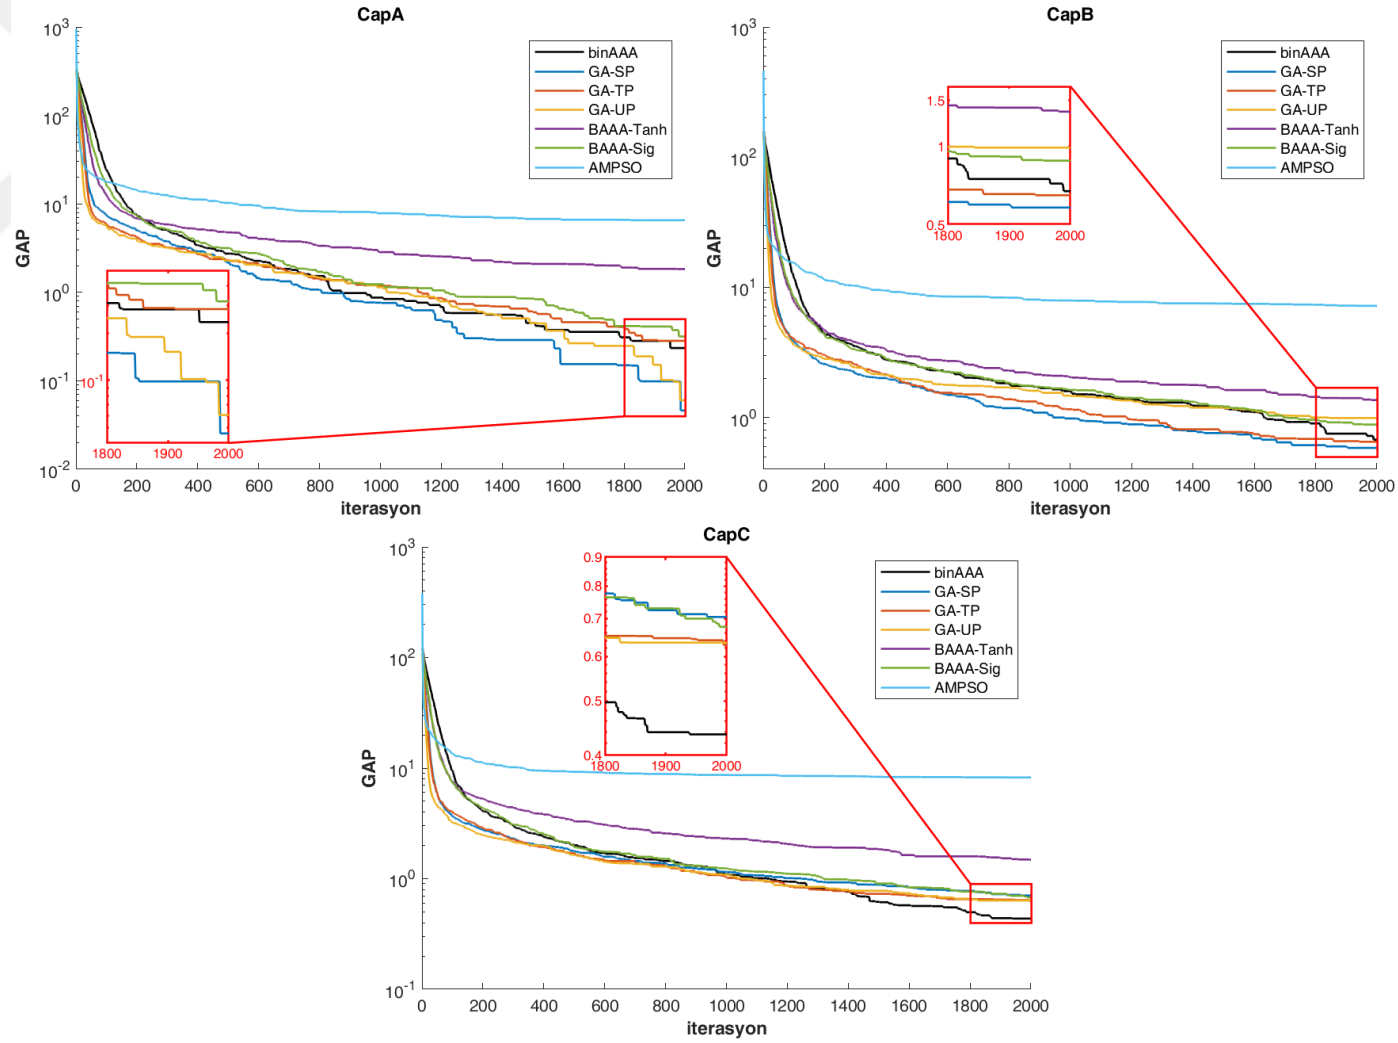 CapA
10^3
10^2
10^1
10^0
10^-1
10^-2
GAP
binAAA
GA-SP
GA-TP
GA-UP
BAAA-Tanh
BAAA-Sig
AMPSO
10^-1
1800 1900 2000
0 200 400 600 800 1000 1200 1400 1600 1800 2000
iterasyon
CapB
10^3
10^2
10^1
10^0
GAP
binAAA
GA-SP
GA-TP
GA-UP
BAAA-Tanh
BAAA-Sig
AMPSO
1.5
1
0.5
1800 1900 2000
0 200 400 600 800 1000 1200 1400 1600 1800 2000
iterasyon
CapC
10^3
10^2
10^1
10^0
10^-1
GAP
binAAA
GA-SP
GA-TP
GA-UP
BAAA-Tanh
BAAA-Sig
AMPSO
0.9
0.8
0.7
0.6
0.5
0.4
1800 1900 2000
0 200 400 600 800 1000 1200 1400 1600 1800 2000
iterasyon